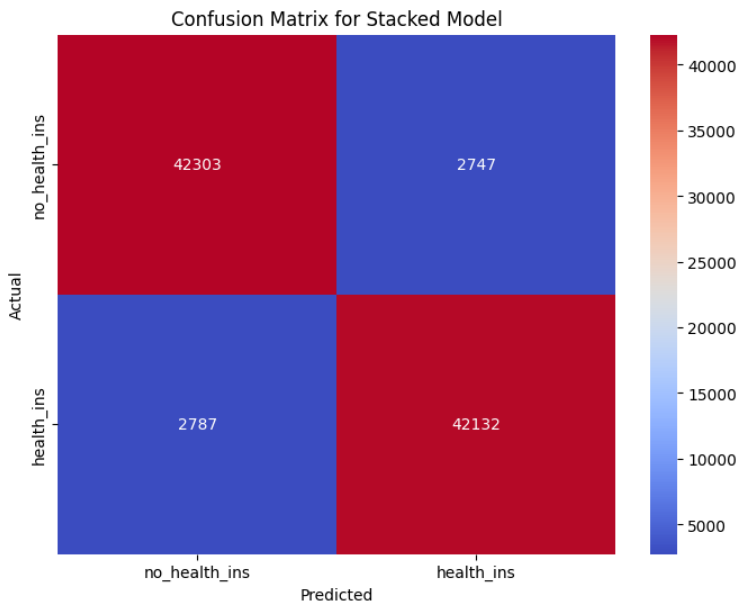 Confusion Matrix for Stacked Model
no_health_ins
health_ins
Actual
42303
2747
2787
42132
no_health_ins
health_ins
Predicted
40000
35000
30000
25000
20000
15000
10000
5000